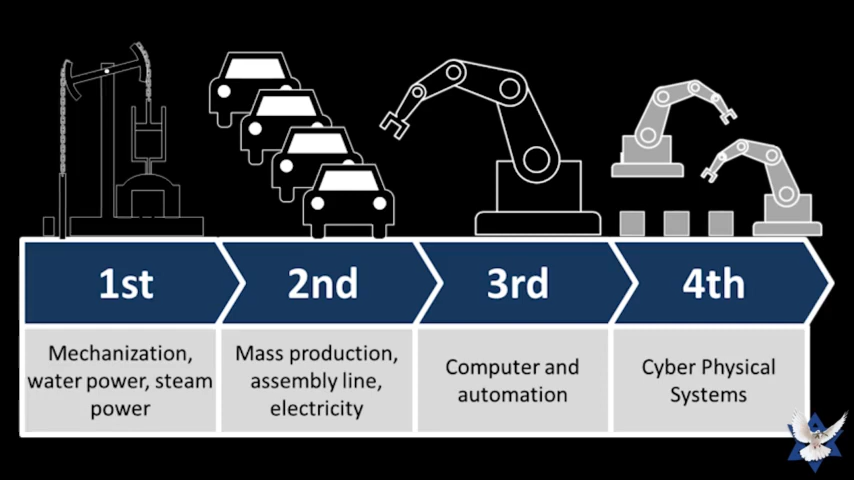 1st
2nd
3rd
4th
Mechanization,
water power, steam
power
Mass production,
assembly line,
electricity
Computer and
automation
Cyber Physical
Systems